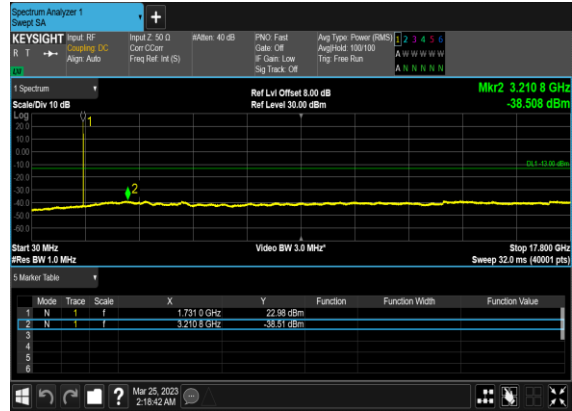 Spectrum Analyzer 1
Swept SA
+
KEYSIGHT Input: RF Input Z: 50 Ω #Atten: 40 dB PNO: Fast Avg Type: Power (RMS) 1 2 3 4 5 6
R T Coupling: DC Corr CCorr Gate: Off Avg|Hold: 100/100 A W W W W W
Align: Auto Freq Ref: Int (S) IF Gain: Low Trig: Free Run
Sig Track: Off A N N N N N
1 Spectrum Ref Lvl Offset 8.00 dB Mkr2 3.210 8 GHz
Scale/Div 10 dB Ref Level 30.00 dBm -38.508 dBm
Log
20.0
10.0
0.00
-10.0
-20.0
-30.0
-40.0
-50.0
-60.0
1
DL1 -13.00 dBm
2
Start 30 MHz Video BW 3.0 MHz* Stop 17.800 GHz
#Res BW 1.0 MHz Sweep 32.0 ms (40001 pts)
5 Marker Table
Mode Trace Scale X Y Function Function Width Function Value
1 N 1 f 1.731 0 GHz 22.98 dBm
2 N 1 f 3.210 8 GHz -38.51 dBm
3
4
5
6
? Mar 25, 2023
2:18:42 AM